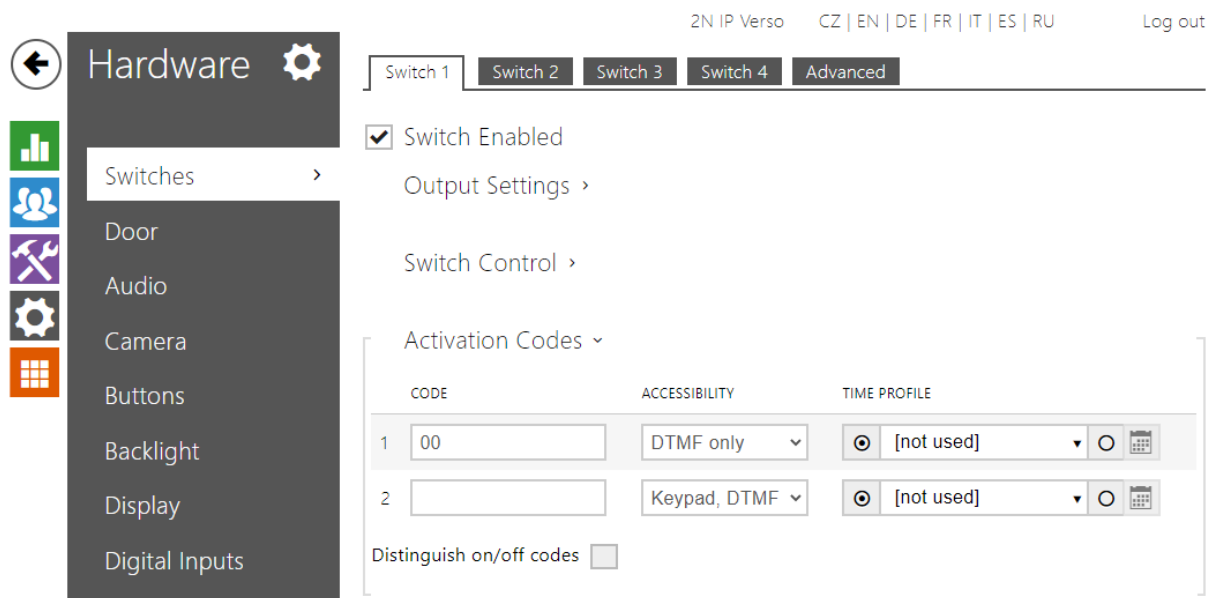 2N IP Verso CZ | EN | DE | FR | IT | ES | RU Log out
Hardware
Switches
Door
Audio
Camera
Buttons
Backlight
Display
Digital Inputs
Switch 1 Switch 2 Switch 3 Switch 4 Advanced
Switch Enabled
Output Settings
Switch Control
Activation Codes
CODE ACCESSIBILITY TIME PROFILE
1 00 DTMF only [not used]
2 Keypad, DTMF [not used]
Distinguish on/off codes